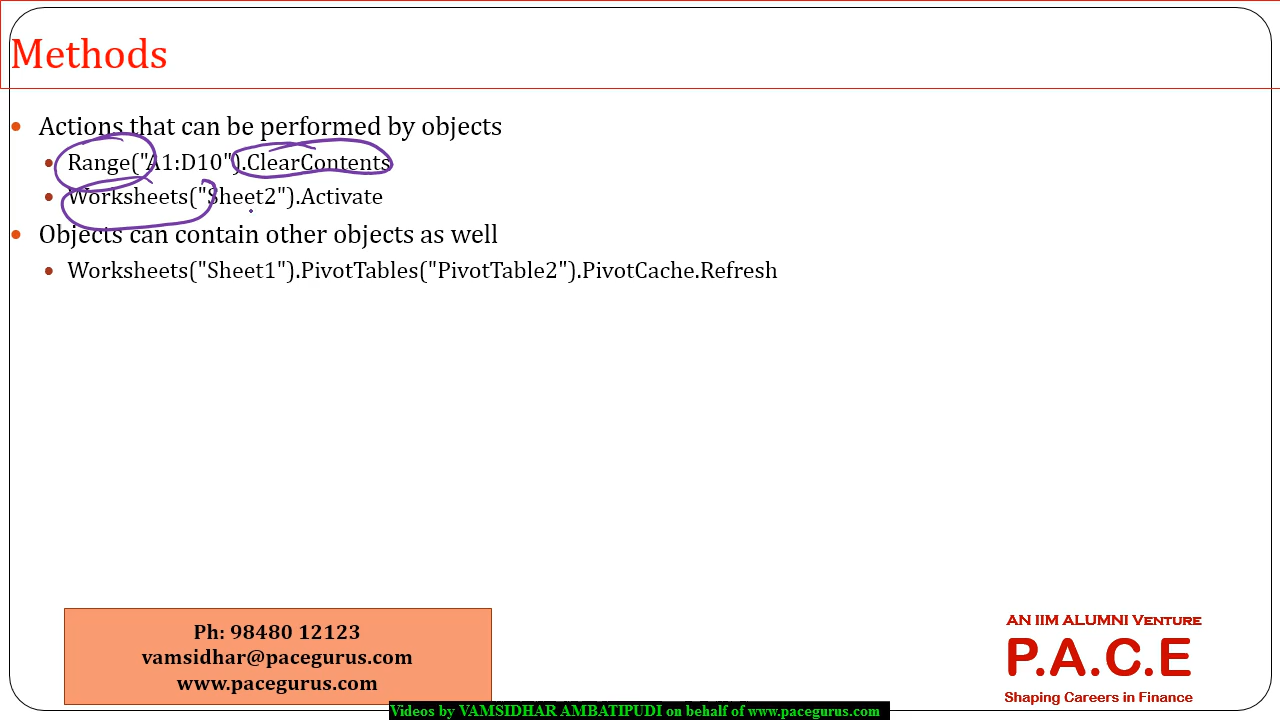 Methods
Actions that can be performed by objects
Range("A1:D10").ClearContents
Worksheets("Sheet2").Activate
Objects can contain other objects as well
Worksheets("Sheet1").PivotTables("PivotTable2").PivotCache.Refresh
Ph: 98480 12123
vamsidhar@pacegurus.com
www.pacegurus.com
AN IIM ALUMNI VENTURE
P.A.C.E
Shaping Careers in Finance
Videos by VAMSIDHAR AMBATIPUDI on behalf of www.pacegurus.com